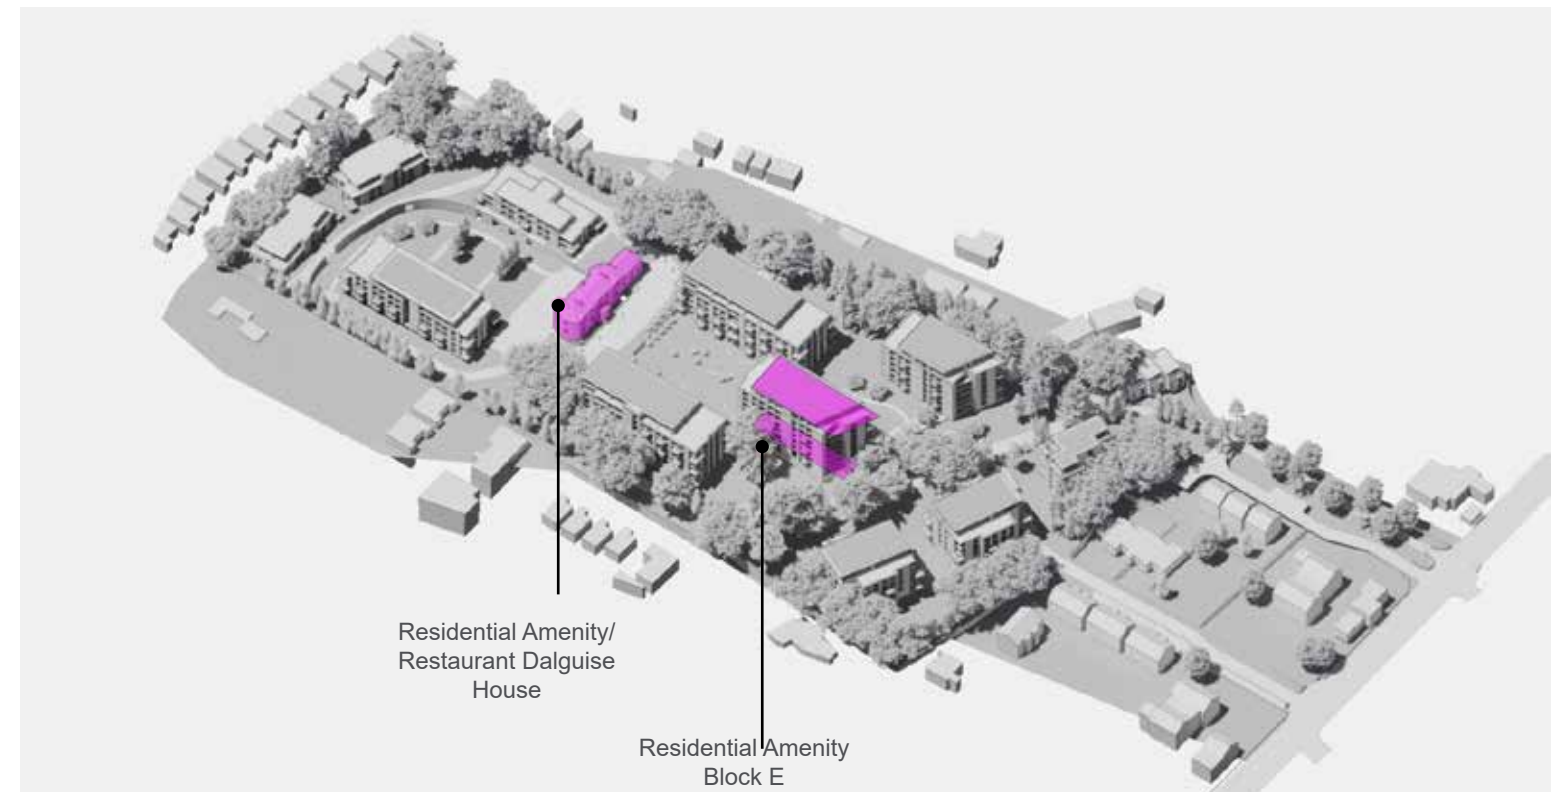 Residential Amenity/
Restaurant Dalguise
House
Residential Amenity
Block E